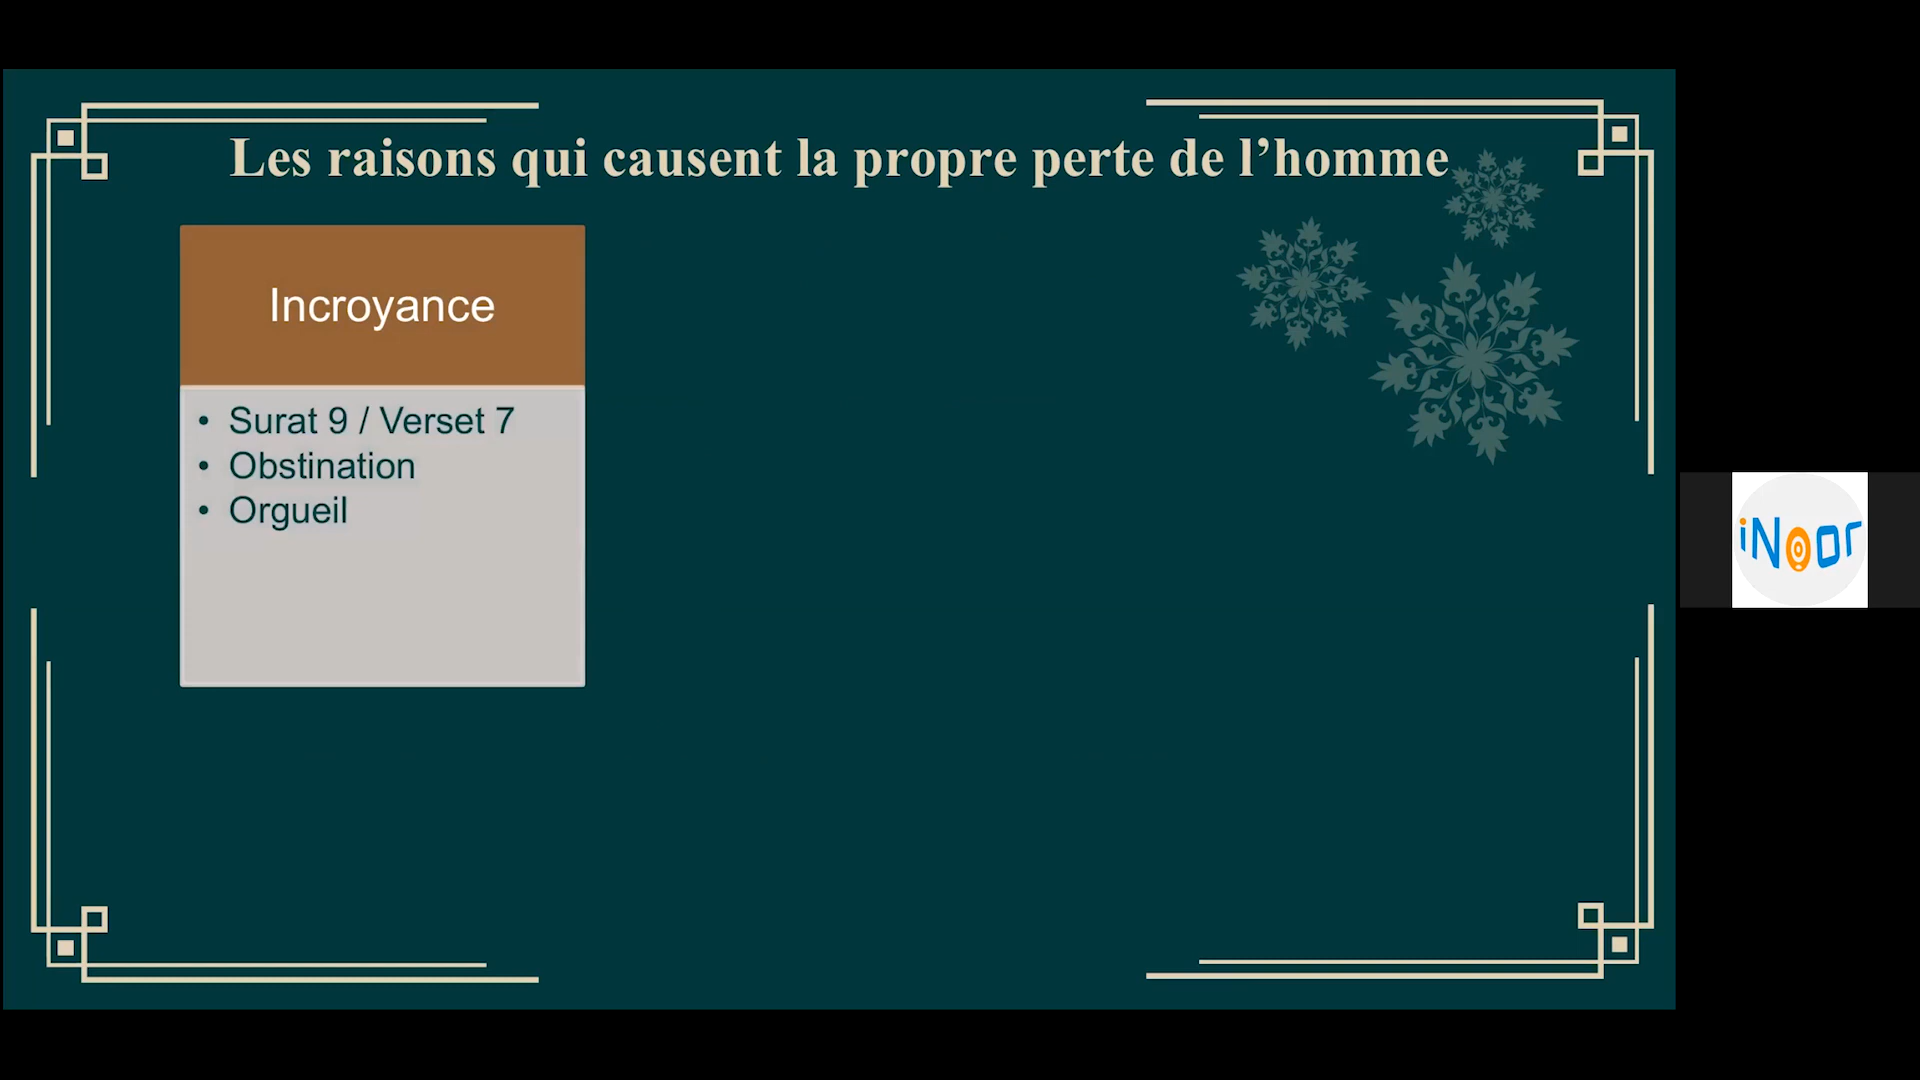 Les raisons qui causent la propre perte de l’homme
Incroyance
• Surat 9 / Verset 7
• Obstination
• Orgueil
iNoor